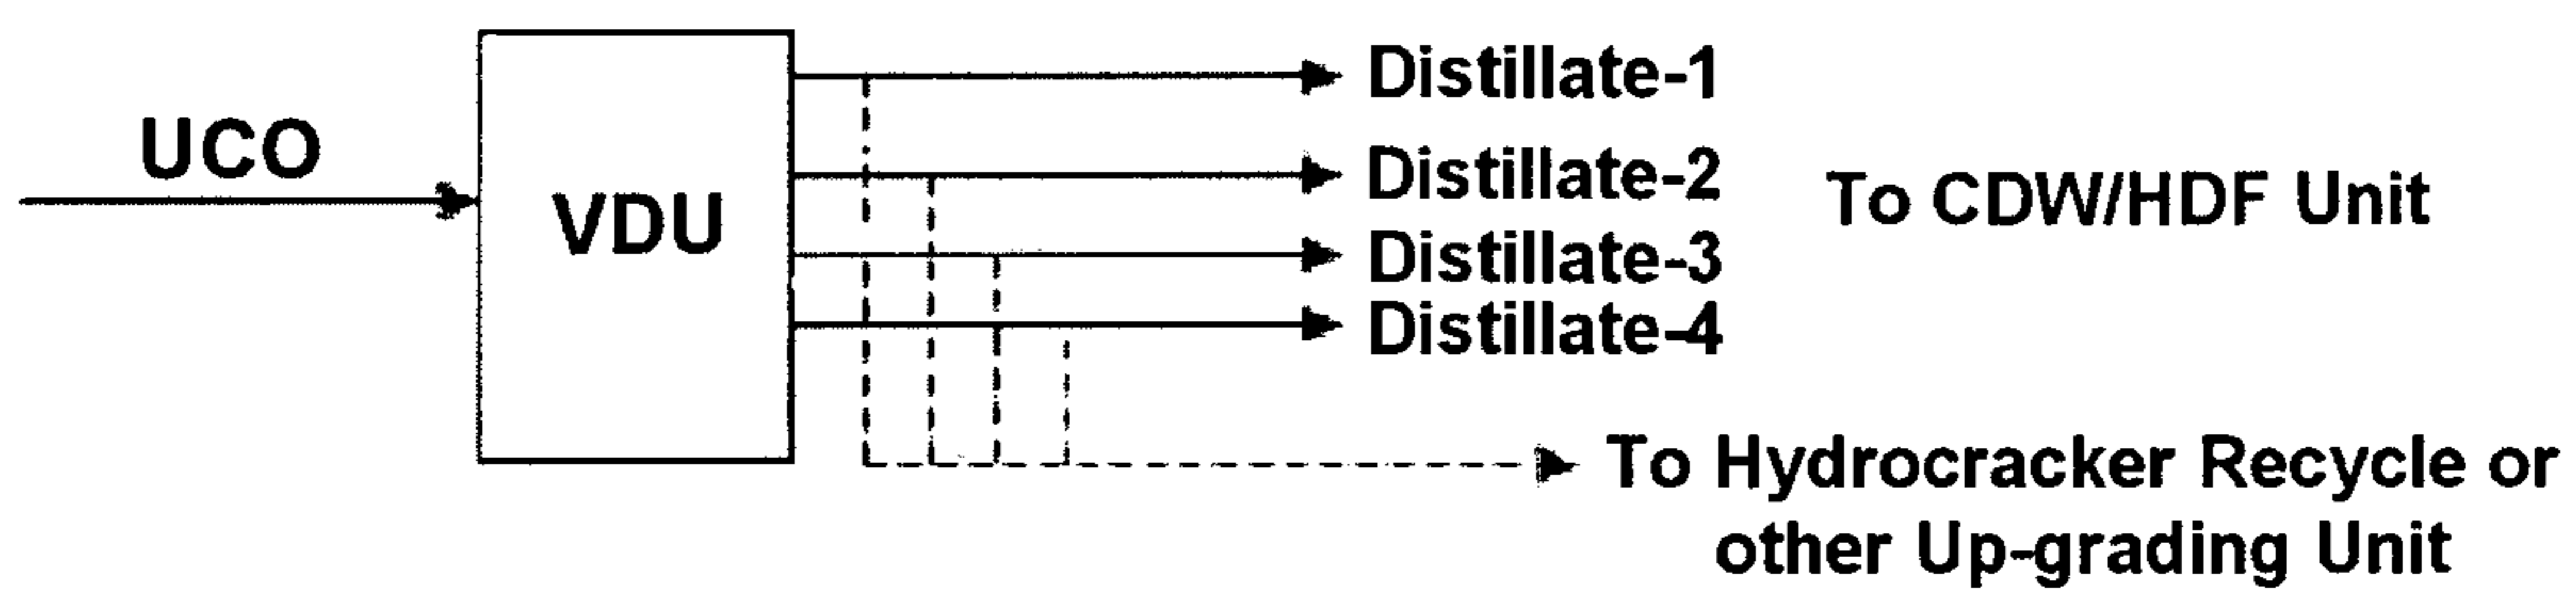 UCO
VDU
Distillate-1
Distillate-2
Distillate-3
Distillate-4
To CDW/HDF Unit
To Hydrocracker Recycle or
other Up-grading Unit